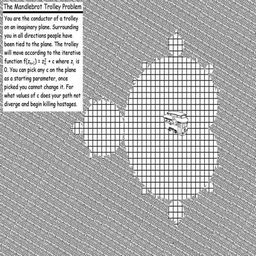 The Mandlebrot Trolley Problem
You are the conductor of a trolley
on an imaginary plane. Surrounding
you in all directions people have
been tied to the plane. The trolley
will move according to the iterative
function f(zₙ₊₁) = zₙ² + c where z, is
0. You can pick any c on the plane
as a starting parameter, once
picked you cannot change it. For
what values of c does your path not
diverge and begin killing hostages.